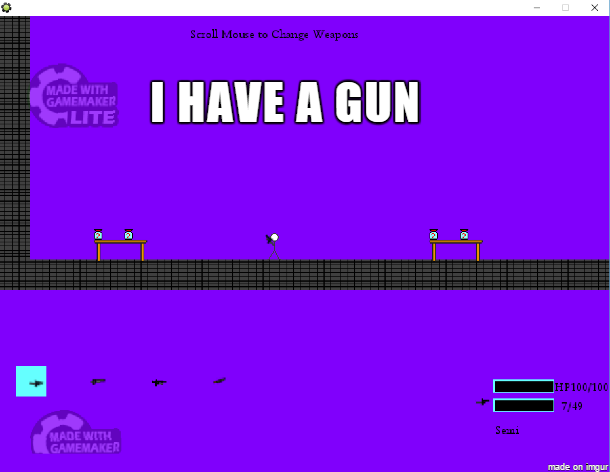 Scroll Mouse to Change Weapons
MADE WITH
GAMEMAKER
LITE
I HAVE A GUN
HP100/100
7/49
Semi
MADE WITH
GAMEMAKER
made on imgur